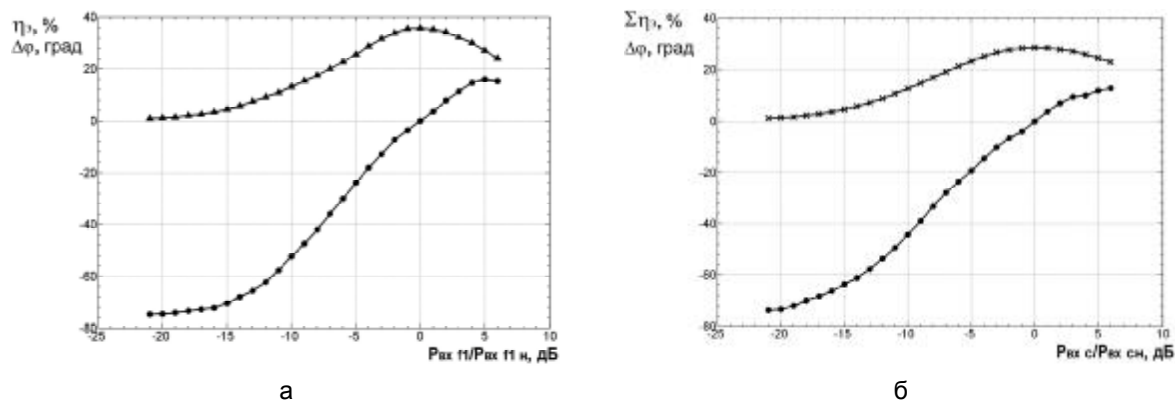 ηэ, %
Δφ, град
40
20
0
-20
-40
-60
-80
-25 -20 -15 -10 -5 0 5 10
Pвх f1/Pвх f1 н, дБ
а
Σηэ, %
Δφ, град
40
20
0
-20
-40
-60
-80
-25 -20 -15 -10 -5 0 5 10
Pвх с/Pвх сн, дБ
б